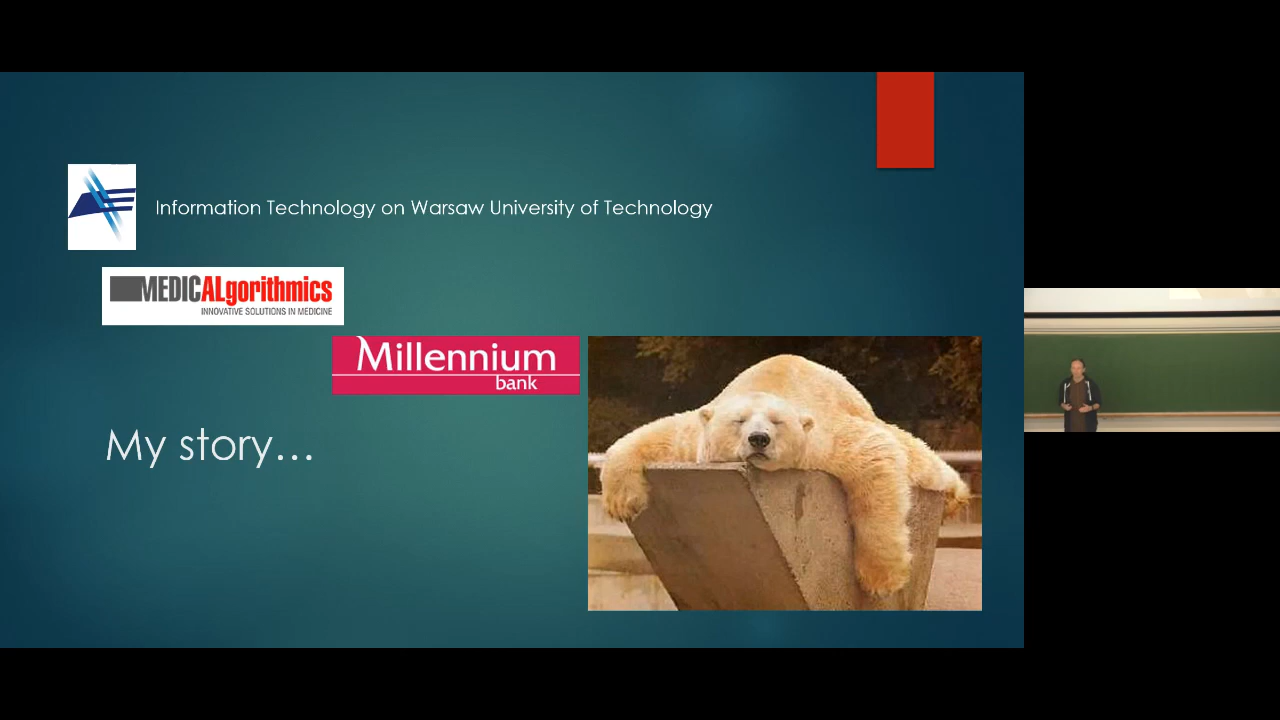 Information Technology on Warsaw University of Technology
MEDICALgorithmics
INNOVATIVE SOLUTIONS IN MEDICINE
Millennium
bank
My story...